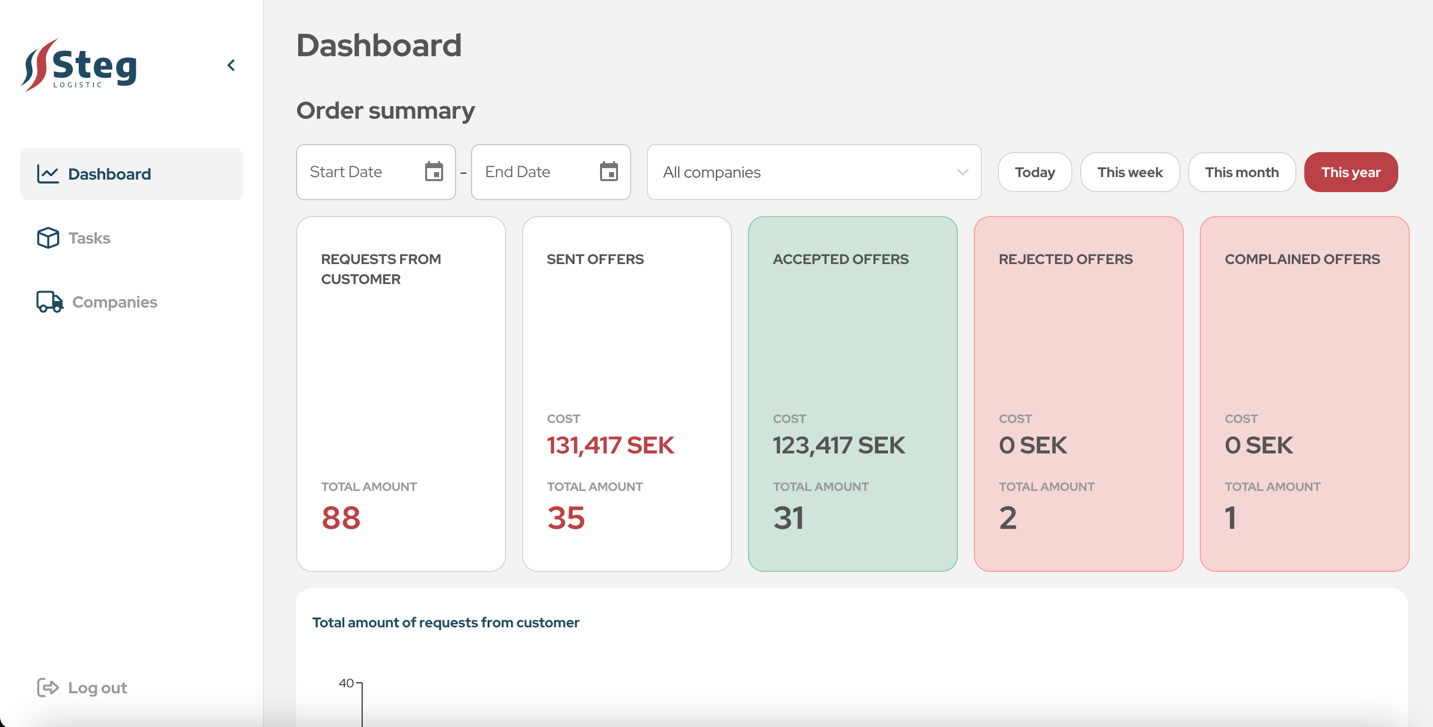 Steg
LOGISTIC
Dashboard
Tasks
Companies
Log out
Dashboard
Order summary
Start Date - End Date All companies Today This week This month This year
REQUESTS FROM
CUSTOMER
TOTAL AMOUNT
88
SENT OFFERS
COST
131,417 SEK
TOTAL AMOUNT
35
ACCEPTED OFFERS
COST
123,417 SEK
TOTAL AMOUNT
31
REJECTED OFFERS
COST
0 SEK
TOTAL AMOUNT
2
COMPLAINED OFFERS
COST
0 SEK
TOTAL AMOUNT
1
Total amount of requests from customer
40